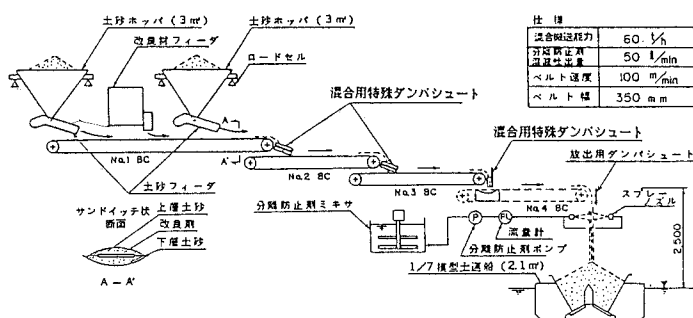 土砂ホッパ (3㎥)
土砂ホッパ (3㎥)
改良材フィーダ
ロードセル
混合用特殊ダンパシュート
混合用特殊ダンパシュート
放出用ダンパシュート
スプレー
ノズル
A
A'
No.1 BC
No.2 BC
No.3 BC
No.4 BC
土砂フィーダ
サンドイッチ状
断面
上層土砂
改良剤
下層土砂
A - A'
分離防止剤ミキサ
P
FL
流量計
分離防止剤ポンプ
1/7 模型土運船 (2.1㎥)
2,500
仕様
混合搬送能力 60. t/h
分離防止剤 50 ℓ/min
ベルト速度 100 m/min
ベルト幅 350 mm